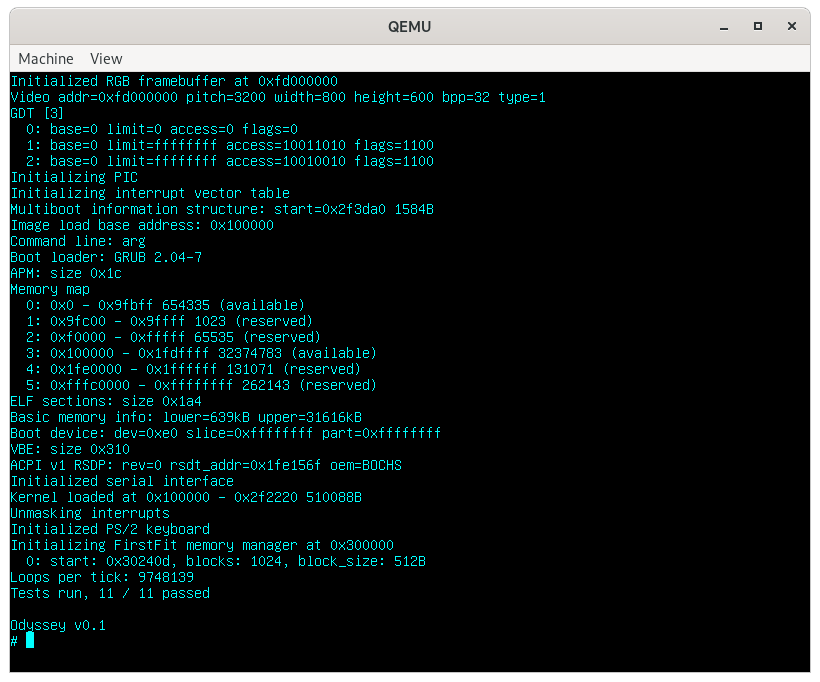 QEMU
Machine View
Initialized RGB framebuffer at 0xfd000000
Video addr=0xfd000000 pitch=3200 width=800 height=600 bpp=32 type=1
GDT [3]
  0: base=0 limit=0 access=0 flags=0
  1: base=0 limit=ffffffff access=10011010 flags=1100
  2: base=0 limit=ffffffff access=10010010 flags=1100
Initializing PIC
Initializing interrupt vector table
Multiboot information structure: start=0x2f3da0 1584B
Image load base address: 0x100000
Command line: arg
Boot loader: GRUB 2.04-7
APM: size 0x1c
Memory map
  0: 0x0 - 0x9fbff 654335 (available)
  1: 0x9fc00 - 0x9ffff 1023 (reserved)
  2: 0xf0000 - 0xfffff 65535 (reserved)
  3: 0x100000 - 0x1fdffff 32374783 (available)
  4: 0x1fe0000 - 0x1ffffff 131071 (reserved)
  5: 0xfffc0000 - 0xffffffff 262143 (reserved)
ELF sections: size 0x1a4
Basic memory info: lower=639kB upper=31616kB
Boot device: dev=0xe0 slice=0xffffffff part=0xffffffff
VBE: size 0x310
ACPI v1 RSDP: rev=0 rsdt_addr=0x1fe156f oem=BOCHS
Initialized serial interface
Kernel loaded at 0x100000 - 0x2f2220 510088B
Unmasking interrupts
Initialized PS/2 keyboard
Initializing FirstFit memory manager at 0x300000
  0: start: 0x30240d, blocks: 1024, block_size: 512B
Loops per tick: 9748139
Tests run, 11 / 11 passed
Odyssey v0.1
#